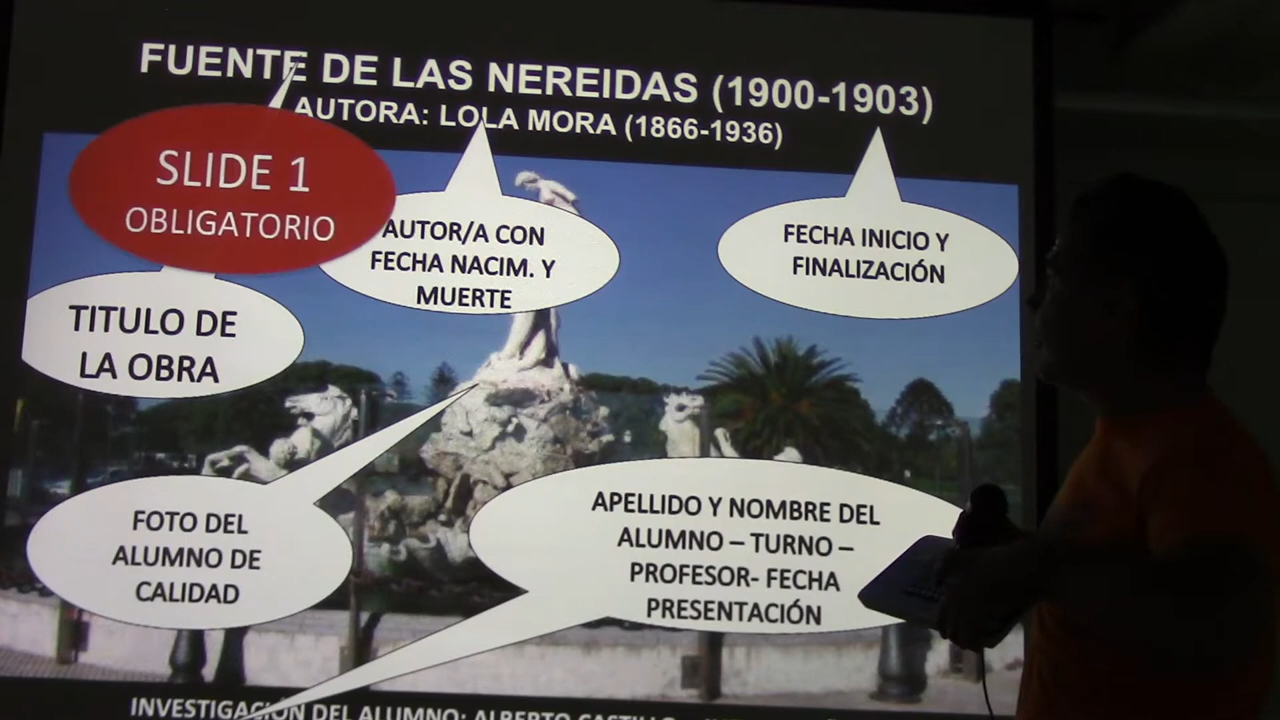 FUENTE DE LAS NEREIDAS (1900-1903)
AUTORA: LOLA MORA (1866-1936)
SLIDE 1
OBLIGATORIO
AUTOR/A CON
FECHA NACIM. Y
MUERTE
FECHA INICIO Y
FINALIZACIÓN
TITULO DE
LA OBRA
FOTO DEL
ALUMNO DE
CALIDAD
APELLIDO Y NOMBRE DEL
ALUMNO – TURNO –
PROFESOR- FECHA
PRESENTACIÓN
INVESTIGACIÓN DEL ALUMNO: ALBERTO CASTILLO